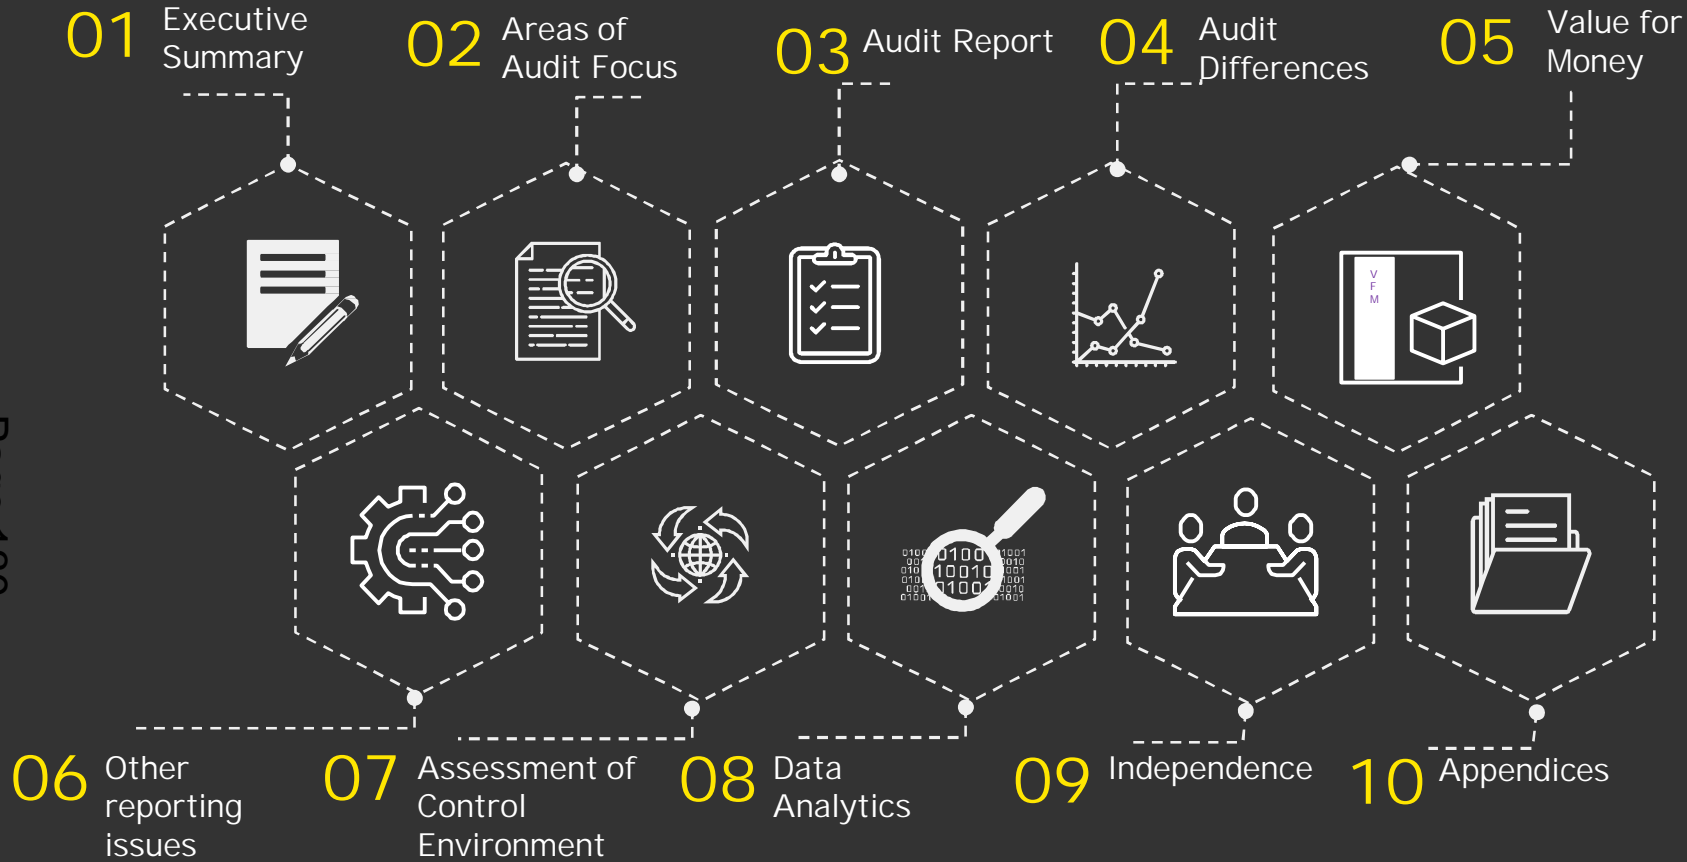 01 Executive
Summary
02 Areas of
Audit Focus
03 Audit Report
04 Audit
Differences
05 Value for
Money
V
F
M
06 Other
reporting
issues
07 Assessment of
Control
Environment
08 Data
Analytics
09 Independence
10 Appendices